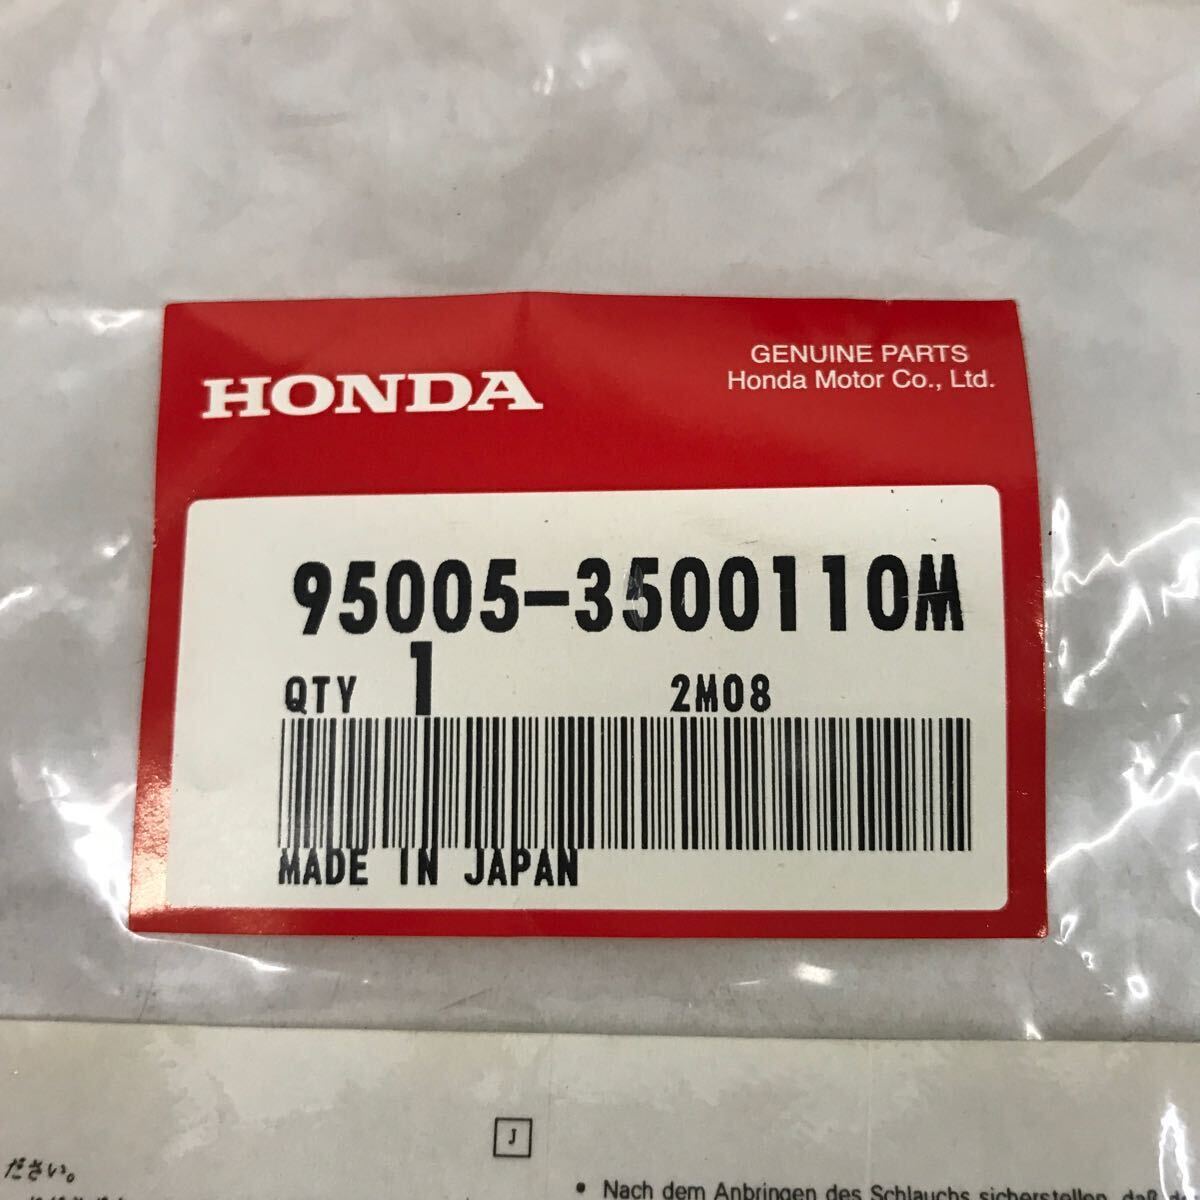 HONDA
GENUINE PARTS
Honda Motor Co., Ltd.
95005-3500110M
QTY 1 2M08
MADE IN JAPAN
J
ださい。
• Nach dem Anbringen des Schlauchs sicherstellen, daß